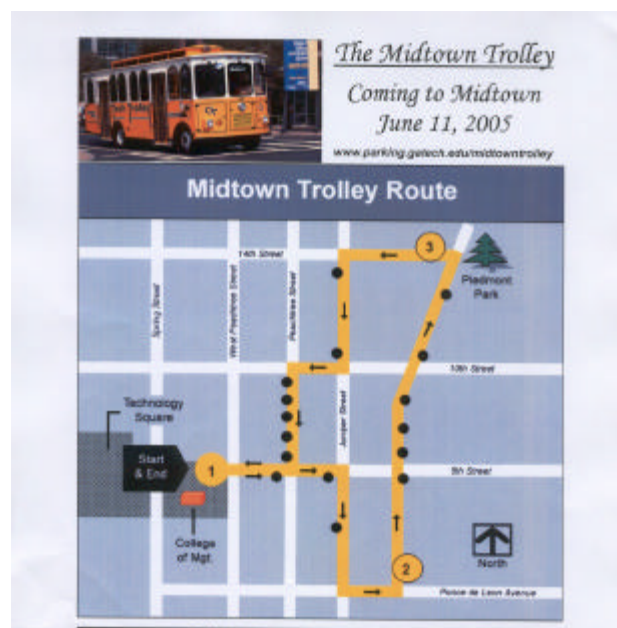 The Midtown Trolley
Coming to Midtown
June 11, 2005
www.parking.gatech.edu/midtowntrolley
Midtown Trolley Route
14th Street
3
Piedmont
Park
Spring Street
West Peachtree Street
Peachtree Street
10th Street
Juniper Street
Technology
Square
Start
& End
1
5th Street
College
of Mgt.
North
2
Ponce de Leon Avenue